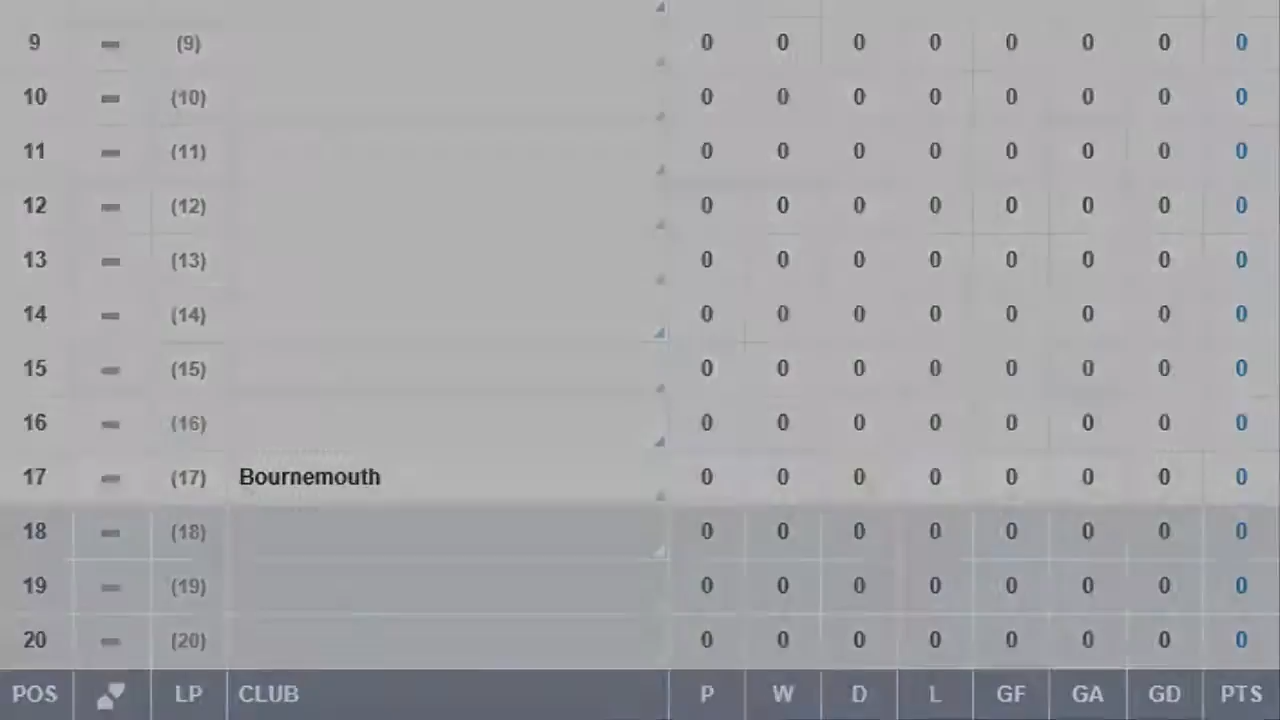 9 (9) 0 0 0 0 0 0 0 0
10 (10) 0 0 0 0 0 0 0 0
11 (11) 0 0 0 0 0 0 0 0
12 (12) 0 0 0 0 0 0 0 0
13 (13) 0 0 0 0 0 0 0 0
14 (14) 0 0 0 0 0 0 0 0
15 (15) 0 0 0 0 0 0 0 0
16 (16) 0 0 0 0 0 0 0 0
17 (17) Bournemouth 0 0 0 0 0 0 0 0
18 (18) 0 0 0 0 0 0 0 0
19 (19) 0 0 0 0 0 0 0 0
20 (20) 0 0 0 0 0 0 0 0
POS LP CLUB P W D L GF GA GD PTS